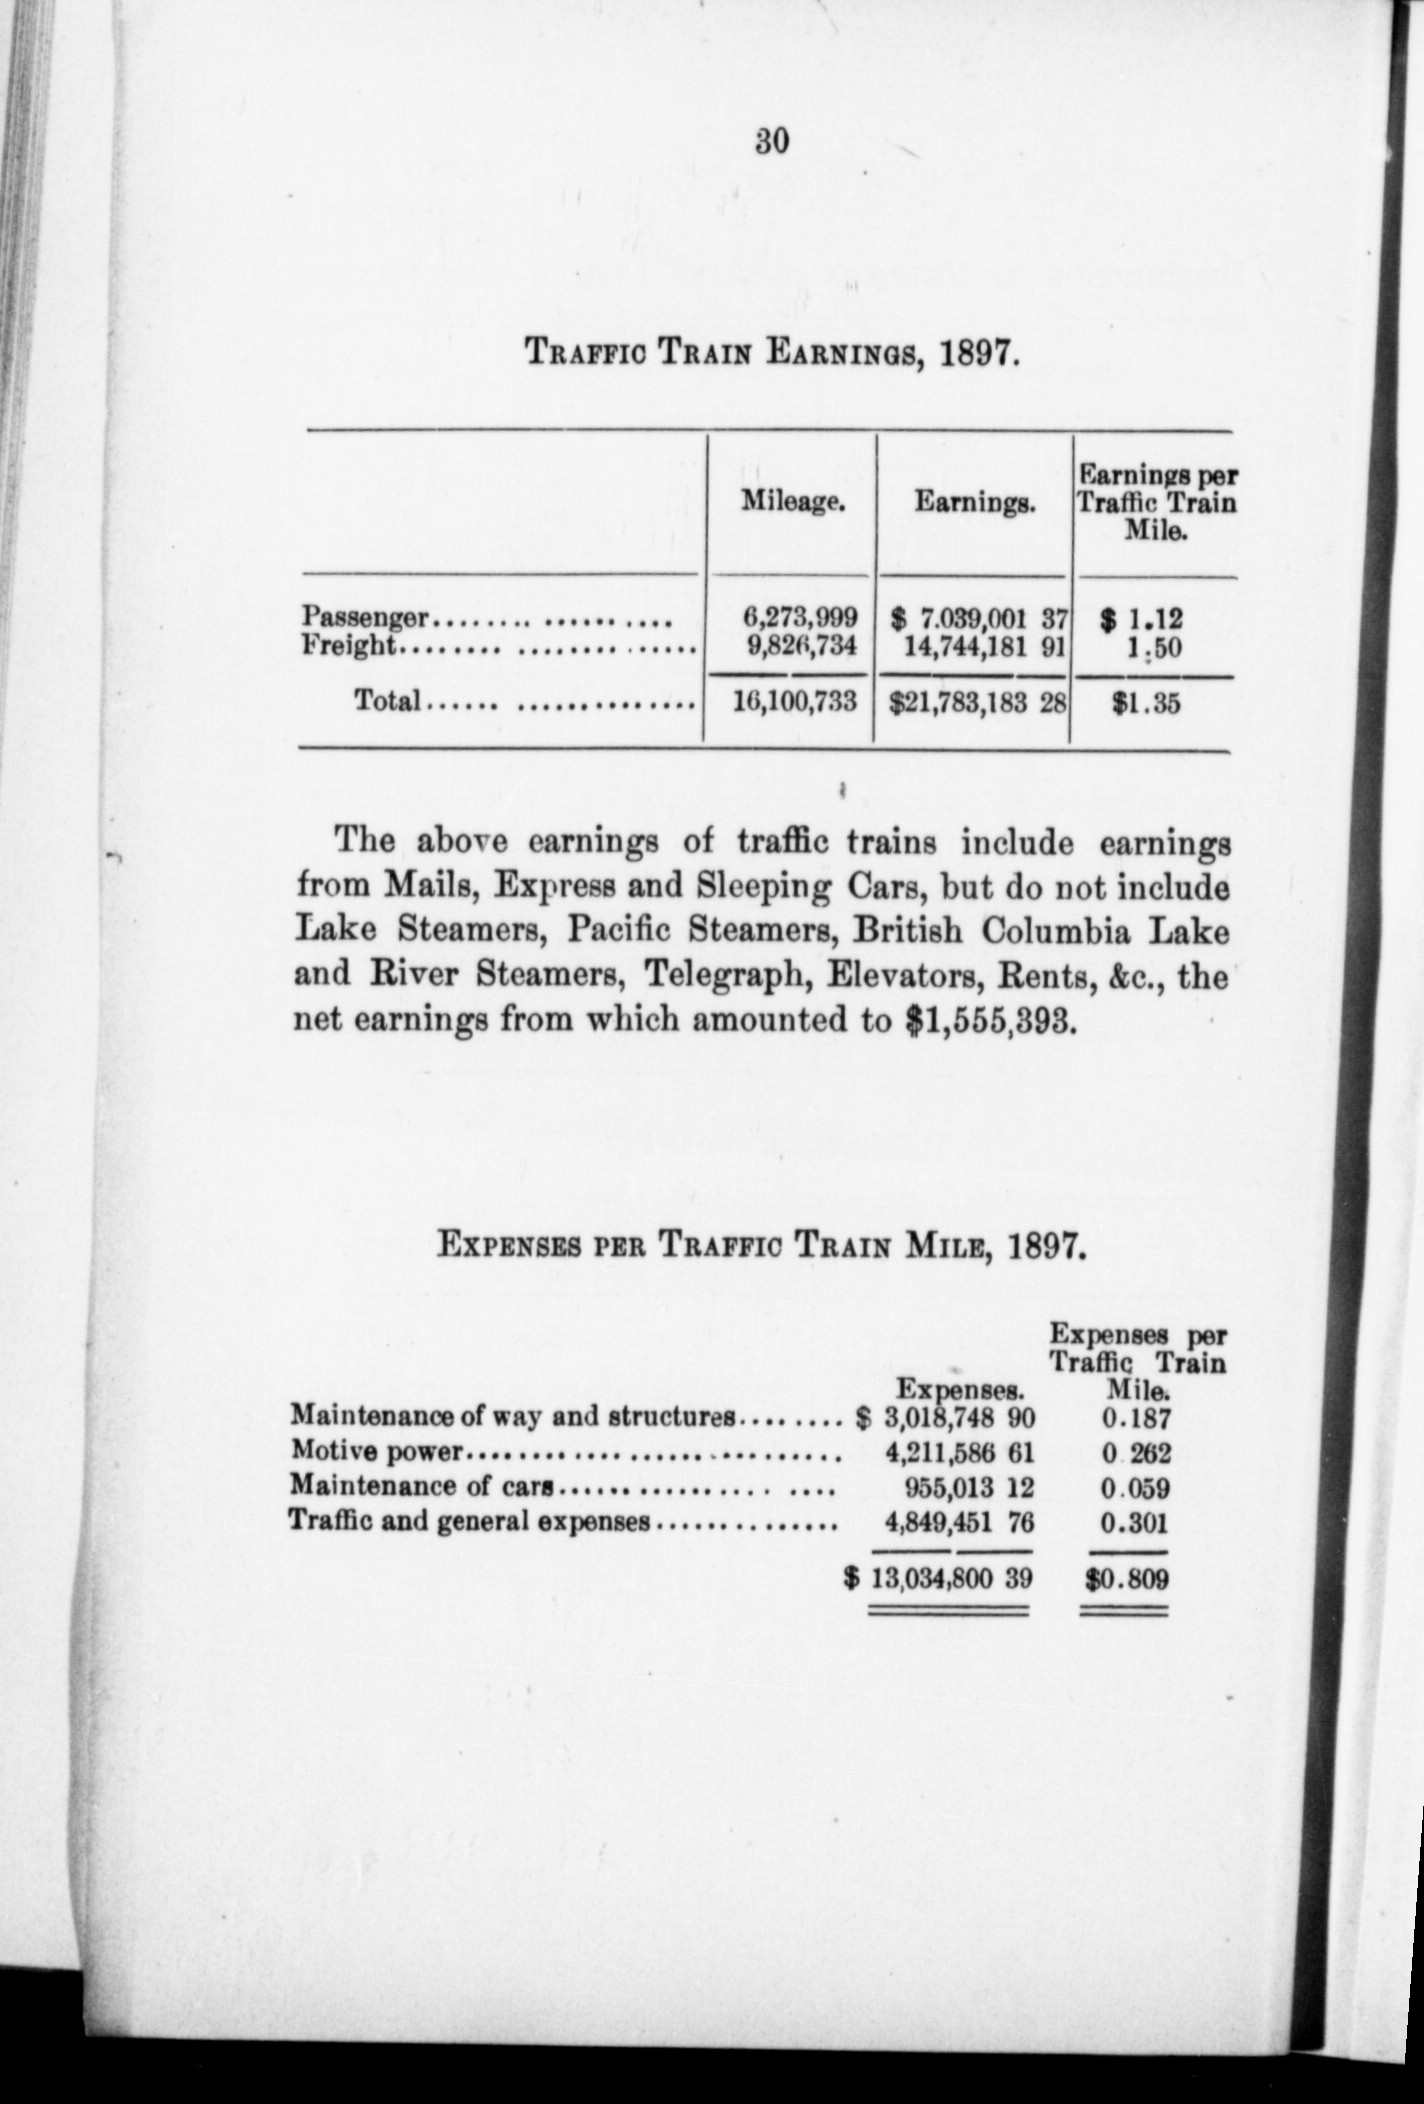 30
TRAFFIC TRAIN EARNINGS, 1897.
Mileage. Earnings. Earnings per Traffic Train Mile.
Passenger........ ...... .... 6,273,999 $ 7.039,001 37 $ 1.12
Freight........ ............... 9,826,734 14,744,181 91 1.50
Total...... .............. 16,100,733 $21,783,183 28 $1.35
The above earnings of traffic trains include earnings
from Mails, Express and Sleeping Cars, but do not include
Lake Steamers, Pacific Steamers, British Columbia Lake
and River Steamers, Telegraph, Elevators, Rents, &c., the
net earnings from which amounted to $1,555,393.
EXPENSES PER TRAFFIC TRAIN MILE, 1897.
Expenses per
Traffic Train
Expenses. Mile.
Maintenance of way and structures........ $ 3,018,748 90 0.187
Motive power............................. 4,211,586 61 0 262
Maintenance of cars................. .... 955,013 12 0.059
Traffic and general expenses.............. 4,849,451 76 0.301
$ 13,034,800 39 $0.809